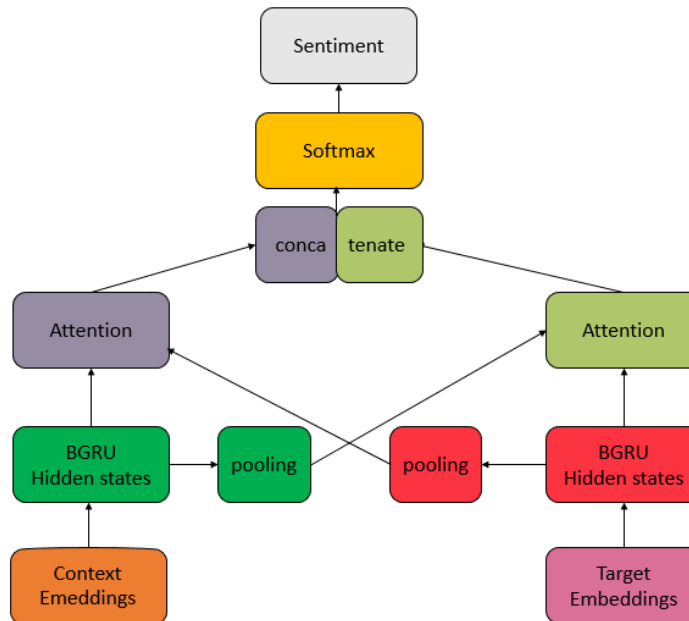 Sentiment
Softmax
conca tenate
Attention
Attention
BGRU
Hidden states
pooling
pooling
BGRU
Hidden states
Context
Emeddings
Target
Embeddings